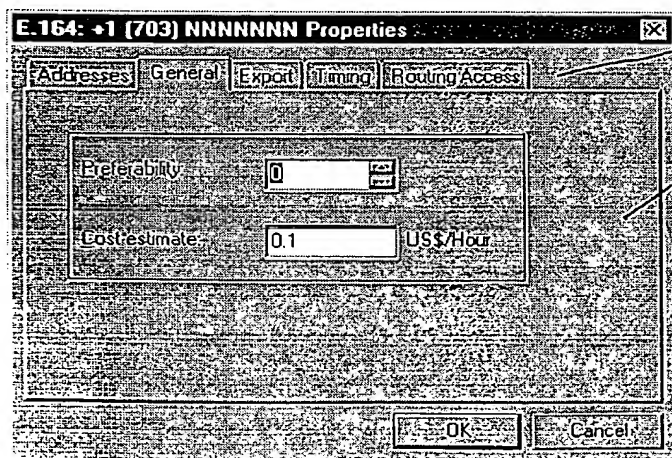 E.164: +1 (703) NNNNNNN Properties
Addresses General Export Timing Routing Access
Preferability 0
Cost estimate: 0.1 US$/Hour
OK Cancel